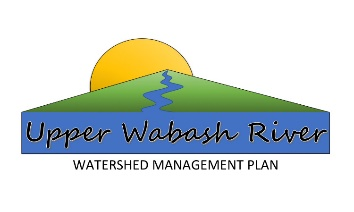 Upper Wabash River
WATERSHED MANAGEMENT PLAN